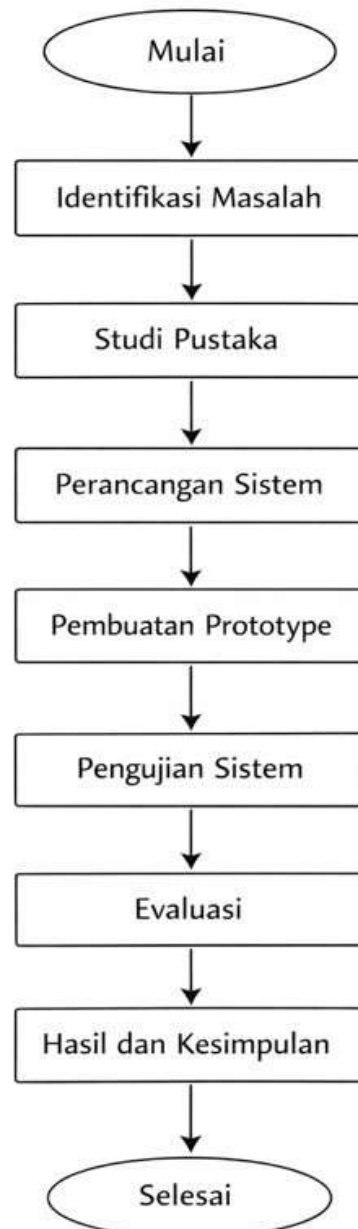 Mulai
Identifikasi Masalah
Studi Pustaka
Perancangan Sistem
Pembuatan Prototype
Pengujian Sistem
Evaluasi
Hasil dan Kesimpulan
Selesai